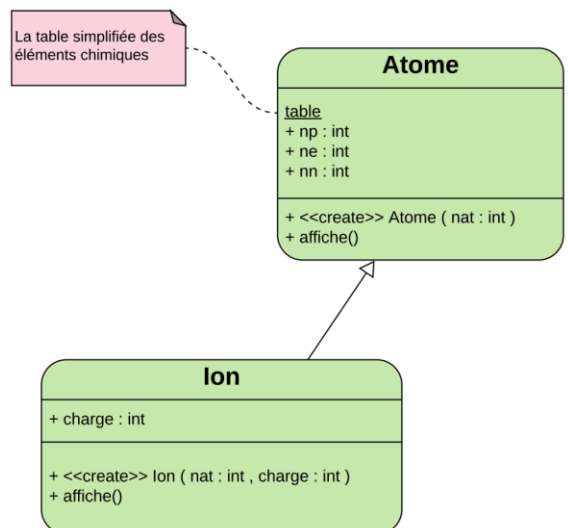 La table simplifiée des
éléments chimiques
Atome
table
+ np : int
+ ne : int
+ nn : int
+ <<create>> Atome ( nat : int )
+ affiche()
Ion
+ charge : int
+ <<create>> Ion ( nat : int , charge : int )
+ affiche()